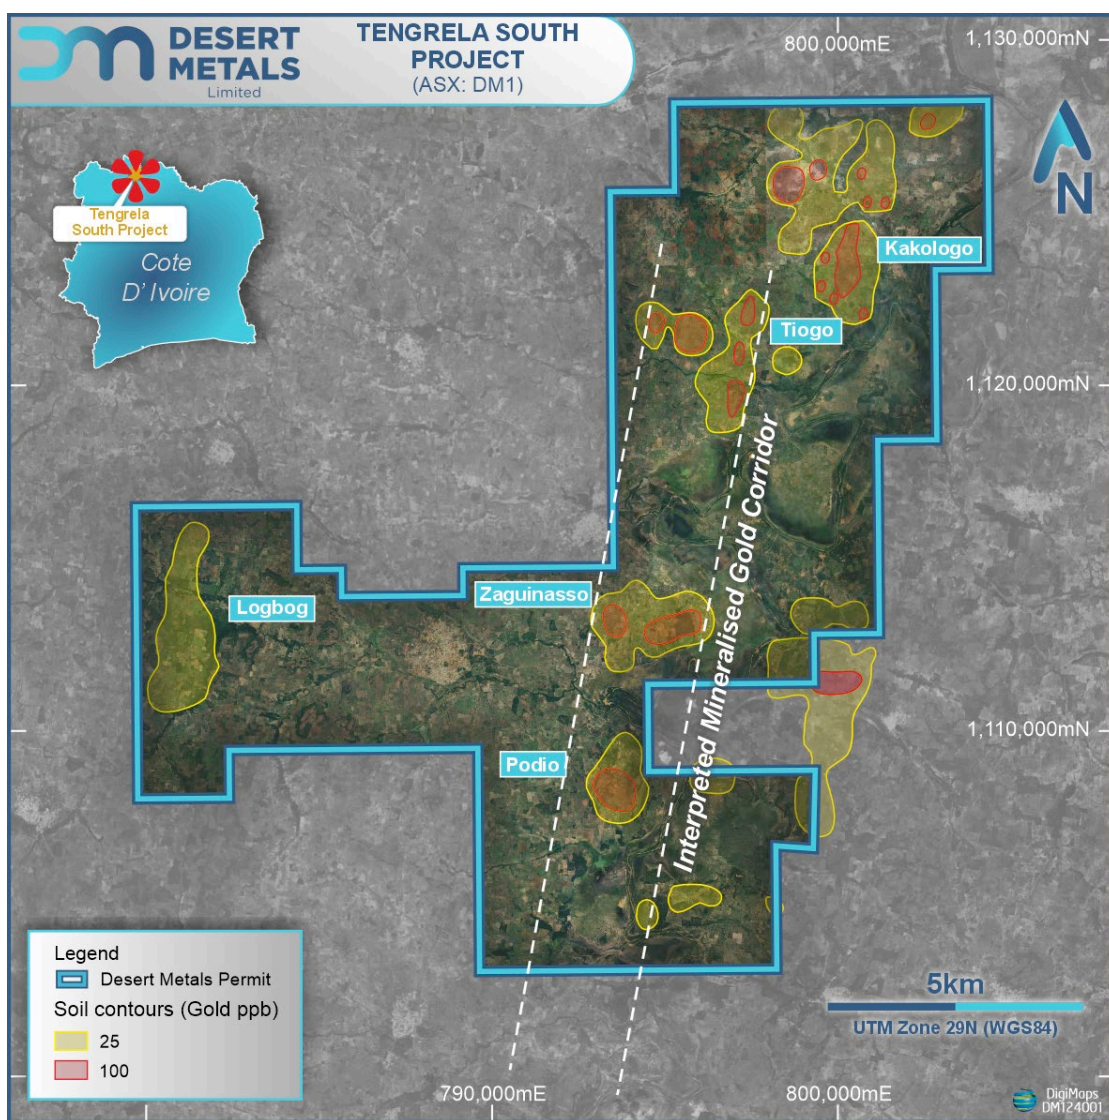 DESERT
METALS
Limited
TENGRELA SOUTH
PROJECT
(ASX: DM1)
800,000mE
1,130,000mN
N
Tengrela
South Project
Cote
D' Ivoire
Kakologo
Tiogo
1,120,000mN
Interpreted Mineralised Gold Corridor
Zaguinasso
Logbog
1,110,000mN
Podio
Legend
Desert Metals Permit
Soil contours (Gold ppb)
25
100
5km
UTM Zone 29N (WGS84)
790,000mE
800,000mE
DigiMaps
DM124001